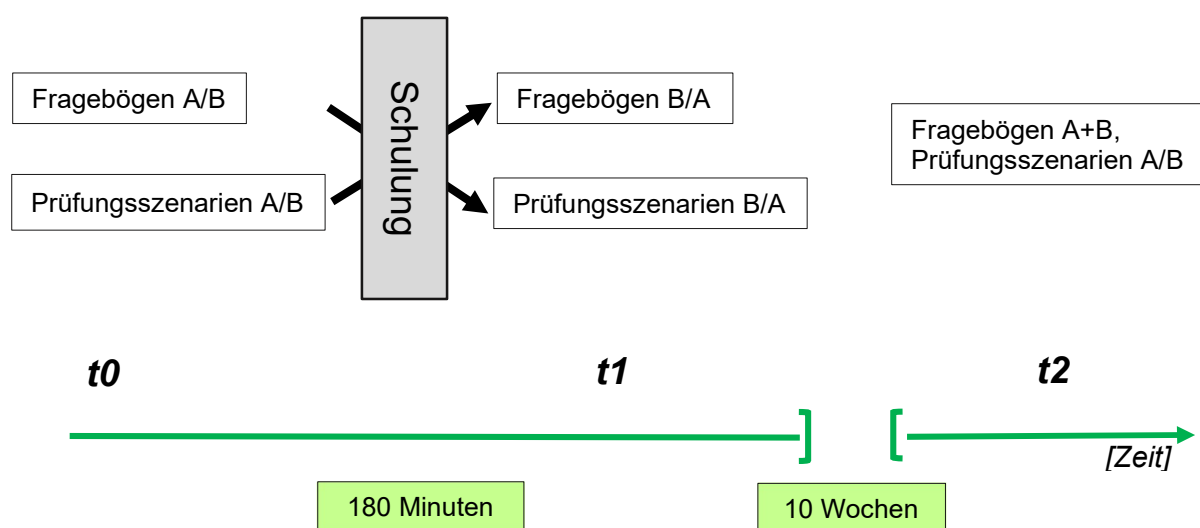 Schulung
Fragebögen A/B
Fragebögen B/A
Fragebögen A+B,
Prüfungsszenarien A/B
Prüfungsszenarien A/B
Prüfungsszenarien B/A
t0
t1
t2
[Zeit]
180 Minuten
10 Wochen